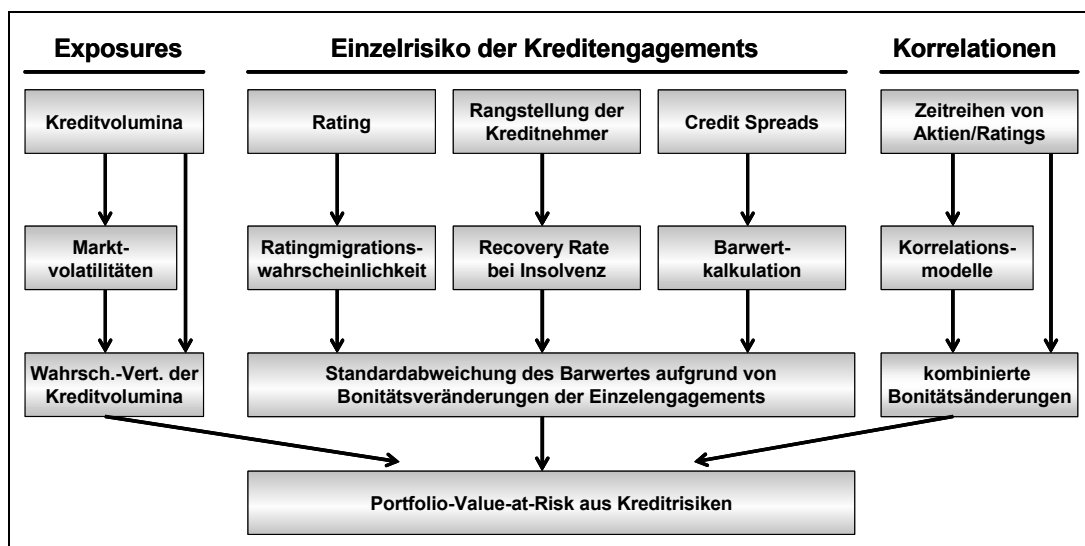 Exposures
Einzelrisiko der Kreditengagements
Korrelationen
Kreditvolumina
Rating
Rangstellung der
Kreditnehmer
Credit Spreads
Zeitreihen von
Aktien/Ratings
Markt-
volatilitäten
Ratingmigrations-
wahrscheinlichkeit
Recovery Rate
bei Insolvenz
Barwert-
kalkulation
Korrelations-
modelle
Wahrsch.-Vert. der
Kreditvolumina
Standardabweichung des Barwertes aufgrund von
Bonitätsveränderungen der Einzelengagements
kombinierte
Bonitätsänderungen
Portfolio-Value-at-Risk aus Kreditrisiken